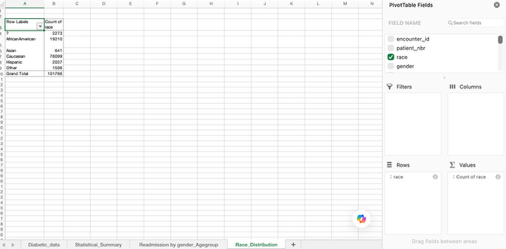 A B C D E F G H I J K L M N
Row Labels Count of race
? 2273
AfricanAmerican 19210
Asian 641
Caucasian 76099
Hispanic 2037
Other 1506
Grand Total 101766
PivotTable Fields
FIELD NAME Search fields
encounter_id
patient_nbr
race
gender
Filters Columns
Rows Values
race Count of race
Drag fields between areas
Diabetic_data Statistical_Summary Readmission by gender_Agegroup Race_Distribution +